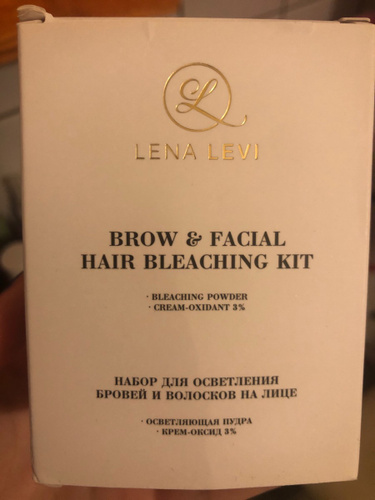 L
LENA LEVI
BROW & FACIAL
HAIR BLEACHING KIT
· BLEACHING POWDER
· CREAM-OXIDANT 3%
НАБОР ДЛЯ ОСВЕТЛЕНИЯ
БРОВЕЙ И ВОЛОСКОВ НА ЛИЦЕ
· ОСВЕТЛЯЮЩАЯ ПУДРА
· КРЕМ-ОКСИД 3%